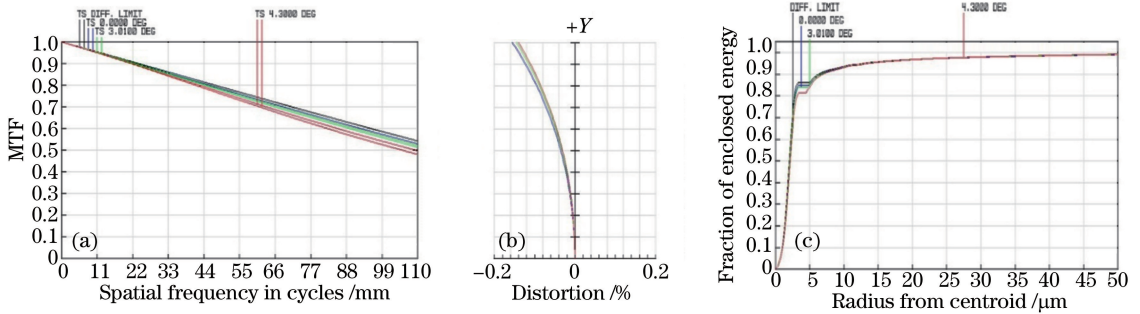 TS DIFF. LIMIT
TS 0.0000 DEG
TS 3.0100 DEG
TS 4.3000 DEG
1.0
0.9
0.8
0.7
0.6
0.5
0.4
0.3
0.2
0.1
0
MTF
(a)
0 11 22 33 44 55 66 77 88 99 110
Spatial frequency in cycles /mm
+Y
(b)
−0.2 0 0.2
Distortion /%
DIFF. LIMIT
0.0000 DEG
3.0100 DEG
4.3000 DEG
1.0
0.9
0.8
0.7
0.6
0.5
0.4
0.3
0.2
0.1
0
Fraction of enclosed energy
(c)
0 5 10 15 20 25 30 35 40 45 50
Radius from centroid /μm